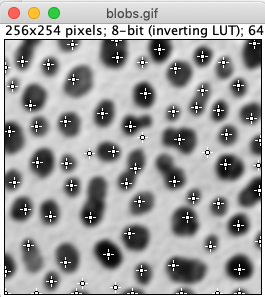 blobs.gif
256x254 pixels; 8-bit (inverting LUT); 64